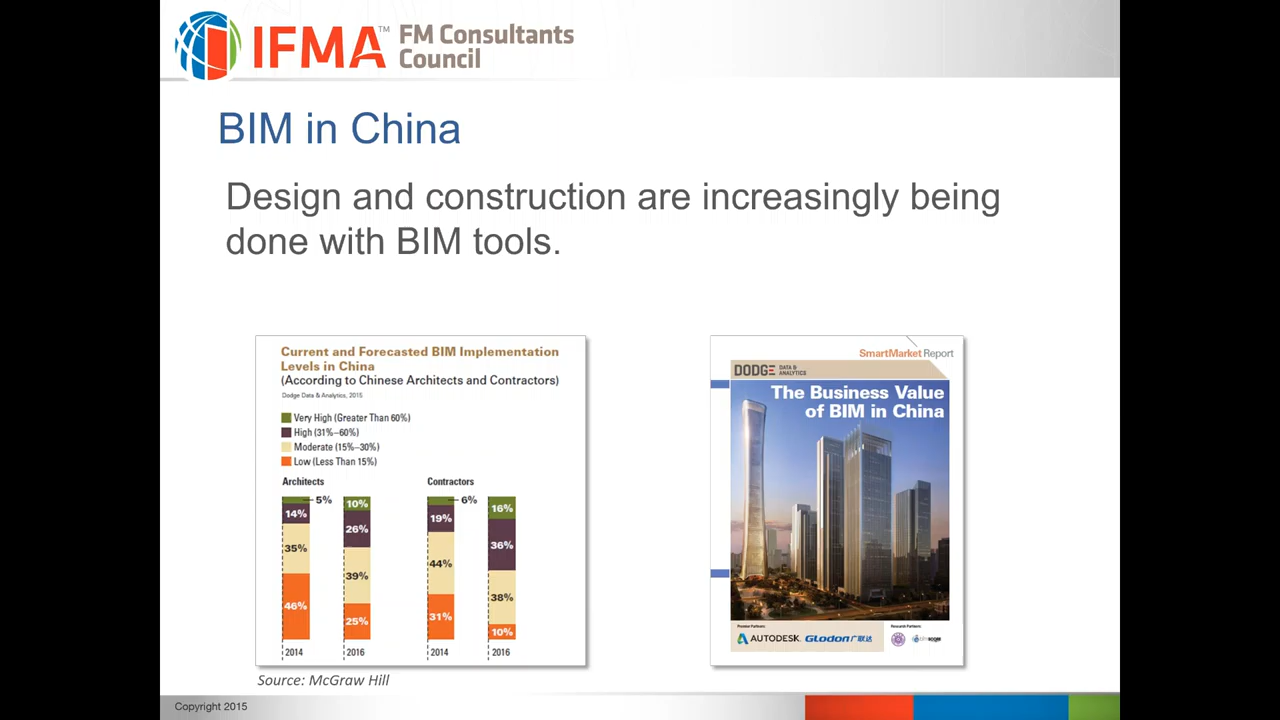 IFMA™ FM Consultants
Council
BIM in China
Design and construction are increasingly being
done with BIM tools.
Current and Forecasted BIM Implementation
Levels in China
(According to Chinese Architects and Contractors)
Dodge Data & Analytics, 2015
Very High (Greater Than 60%)
High (31%–60%)
Moderate (15%–30%)
Low (Less Than 15%)
Architects
5%
14%
35%
46%
2014
10%
26%
39%
25%
2016
Contractors
6%
19%
44%
31%
2014
16%
36%
38%
10%
2016
Source: McGraw Hill
SmartMarket Report
DODGE DATA &
ANALYTICS
The Business Value
of BIM in China
Premier Partners:
AUTODESK. GLODON广联达
Research Partners:
Copyright 2015